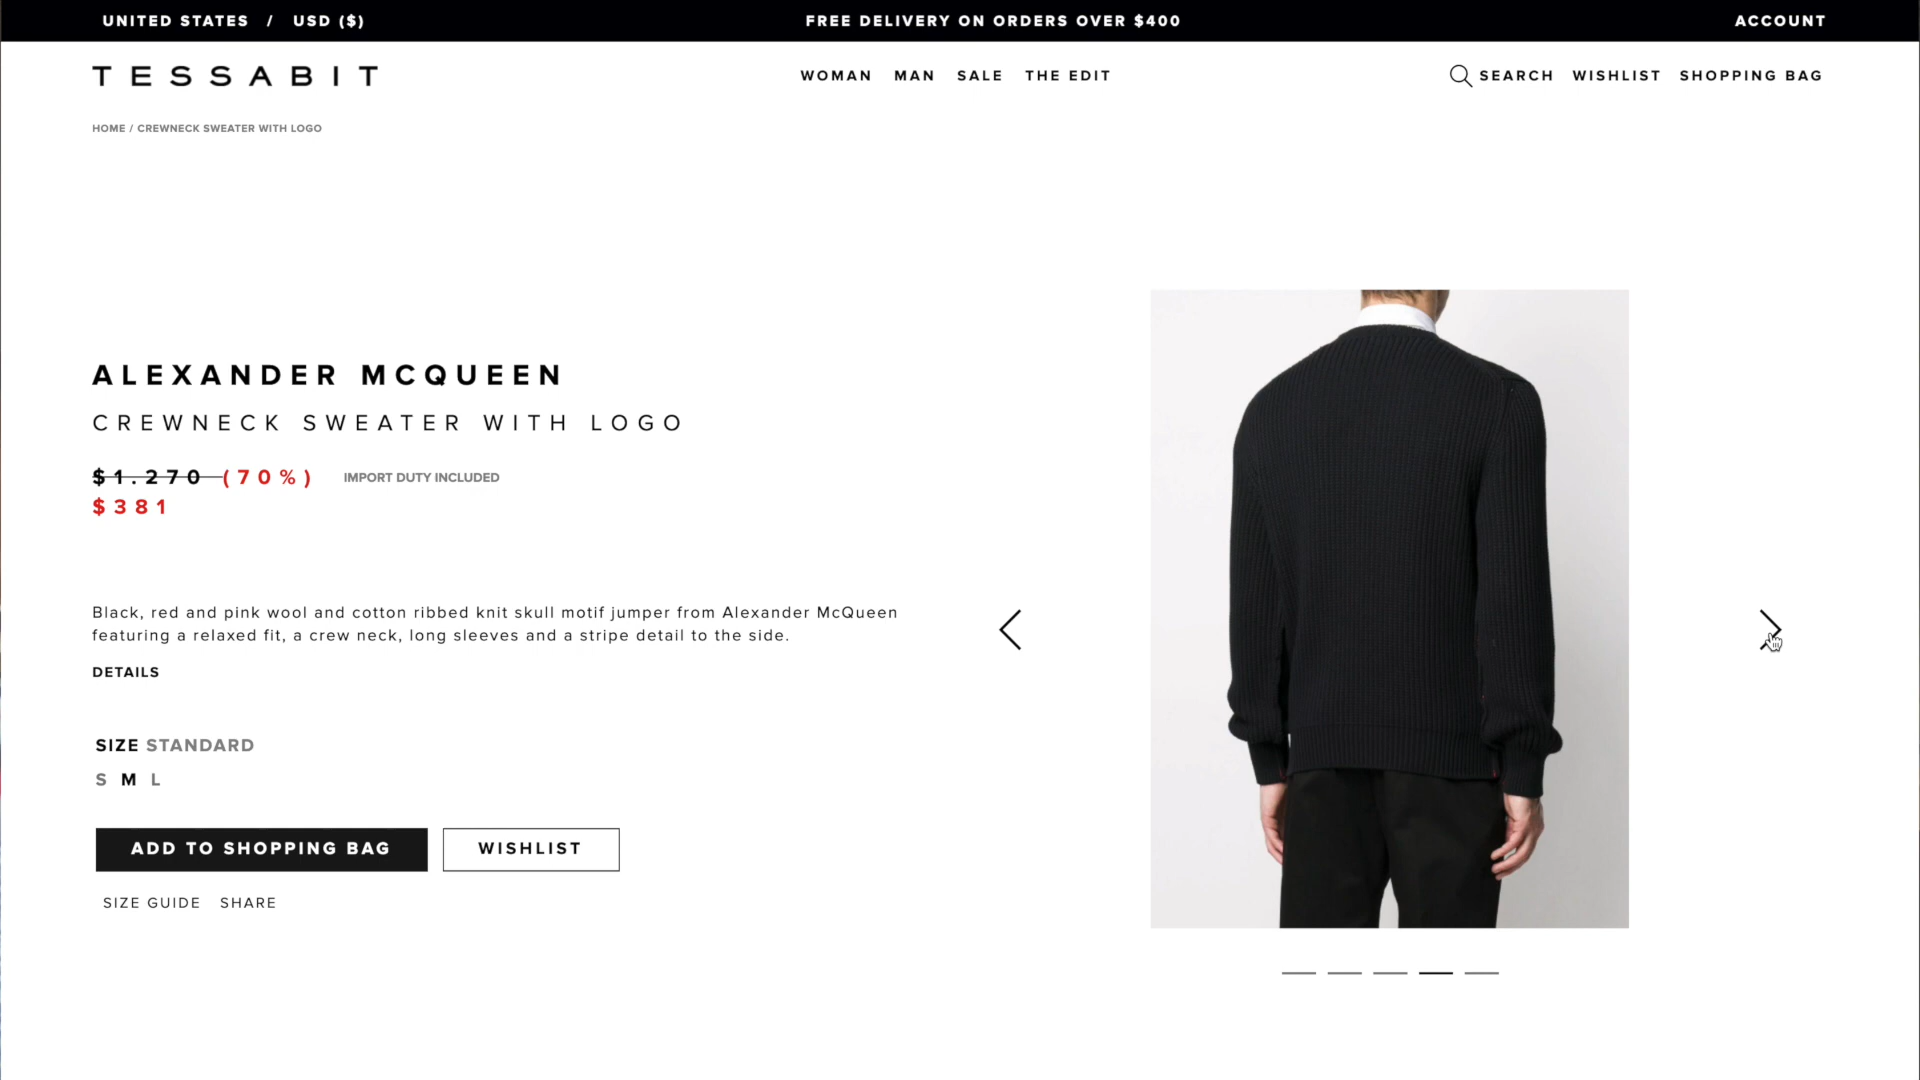 UNITED STATES / USD ($)
FREE DELIVERY ON ORDERS OVER $400
ACCOUNT
TESSABIT
WOMAN MAN SALE THE EDIT
SEARCH WISHLIST SHOPPING BAG
HOME / CREWNECK SWEATER WITH LOGO
ALEXANDER MCQUEEN
CREWNECK SWEATER WITH LOGO
$1.270 (70%) IMPORT DUTY INCLUDED
$381
Black, red and pink wool and cotton ribbed knit skull motif jumper from Alexander McQueen
featuring a relaxed fit, a crew neck, long sleeves and a stripe detail to the side.
DETAILS
SIZE STANDARD
S M L
ADD TO SHOPPING BAG
WISHLIST
SIZE GUIDE SHARE